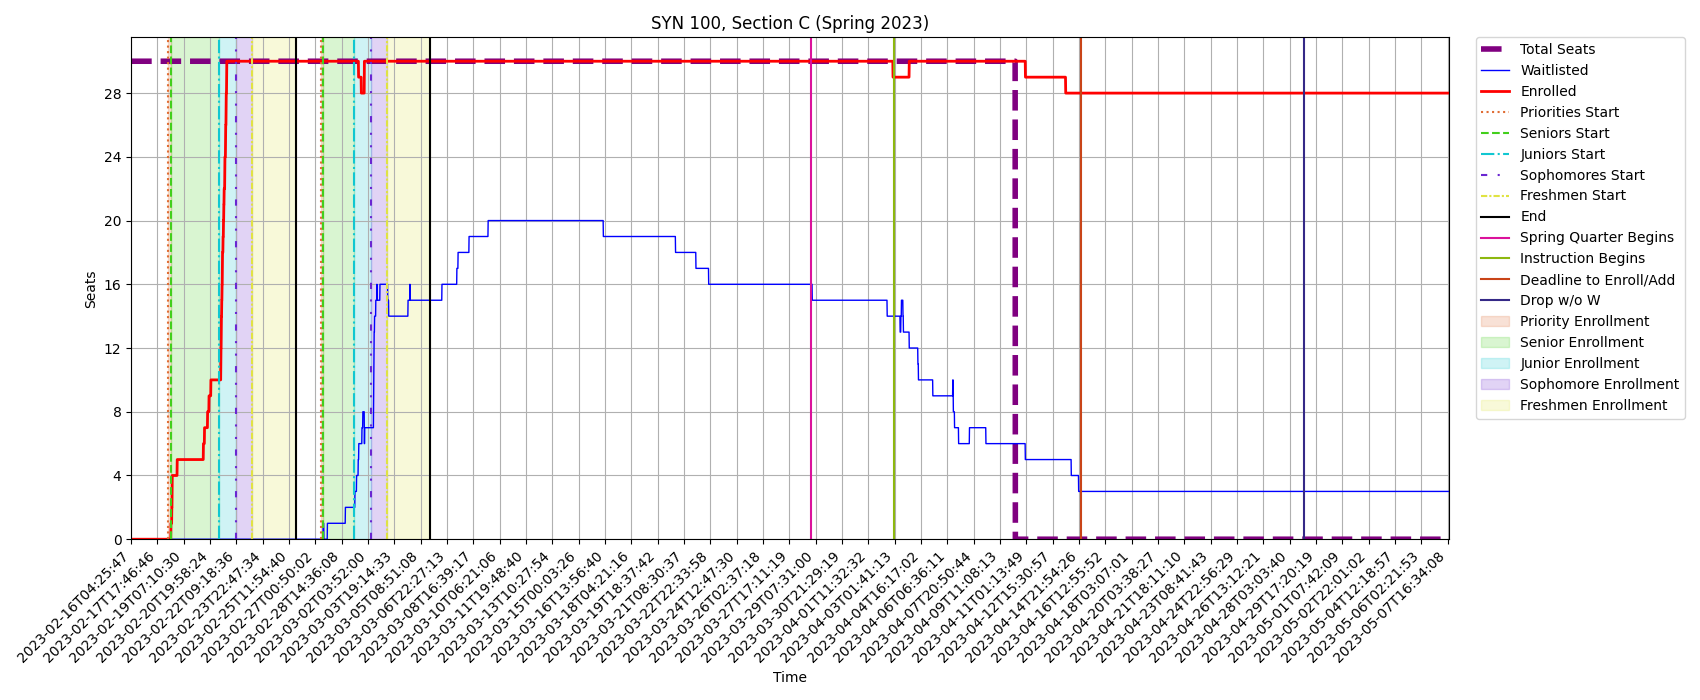 SYN 100, Section C (Spring 2023)
Total Seats
Waitlisted
Enrolled
Priorities Start
Seniors Start
Juniors Start
Sophomores Start
Freshmen Start
End
Spring Quarter Begins
Instruction Begins
Deadline to Enroll/Add
Drop w/o W
Priority Enrollment
Senior Enrollment
Junior Enrollment
Sophomore Enrollment
Freshmen Enrollment
Seats
28
24
20
16
12
8
4
0
2023-02-16T04:25:47
2023-02-17T17:46:46
2023-02-19T07:10:30
2023-02-20T19:58:24
2023-02-22T09:18:36
2023-02-23T22:47:34
2023-02-25T11:54:40
2023-02-27T00:50:02
2023-02-28T14:36:08
2023-03-02T03:52:00
2023-03-03T19:14:33
2023-03-05T08:51:08
2023-03-06T22:27:13
2023-03-08T16:39:17
2023-03-10T06:21:06
2023-03-11T19:48:40
2023-03-13T10:27:54
2023-03-15T00:03:26
2023-03-16T13:56:40
2023-03-18T04:21:16
2023-03-19T18:37:42
2023-03-21T08:30:37
2023-03-22T22:33:58
2023-03-24T12:47:30
2023-03-26T02:37:18
2023-03-27T17:11:19
2023-03-29T07:31:00
2023-03-30T21:29:19
2023-04-01T11:32:32
2023-04-03T01:41:13
2023-04-04T16:17:02
2023-04-06T06:36:11
2023-04-07T20:50:44
2023-04-09T11:08:13
2023-04-11T01:13:49
2023-04-12T15:30:57
2023-04-14T21:54:26
2023-04-16T12:55:52
2023-04-18T03:07:01
2023-04-20T03:38:27
2023-04-21T18:11:10
2023-04-23T08:41:43
2023-04-24T22:56:29
2023-04-26T13:12:21
2023-04-28T03:03:40
2023-04-29T17:20:19
2023-05-01T07:42:09
2023-05-02T22:01:02
2023-05-04T12:18:57
2023-05-06T02:21:53
2023-05-07T16:34:08
Time